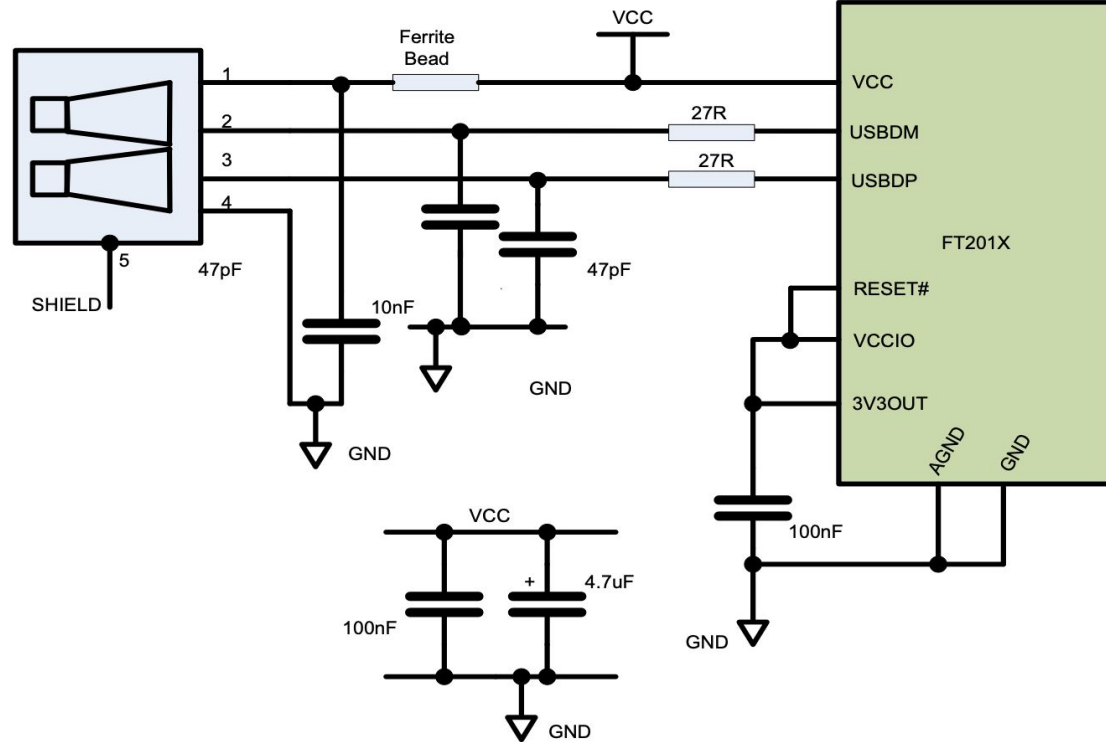 VCC
Ferrite
Bead
1
VCC
27R
2
USBDM
27R
3
USBDP
4
FT201X
5
47pF
47pF
SHIELD
RESET#
10nF
VCCIO
GND
3V3OUT
GND
AGND
GND
VCC
100nF
4.7uF
+
100nF
GND
GND